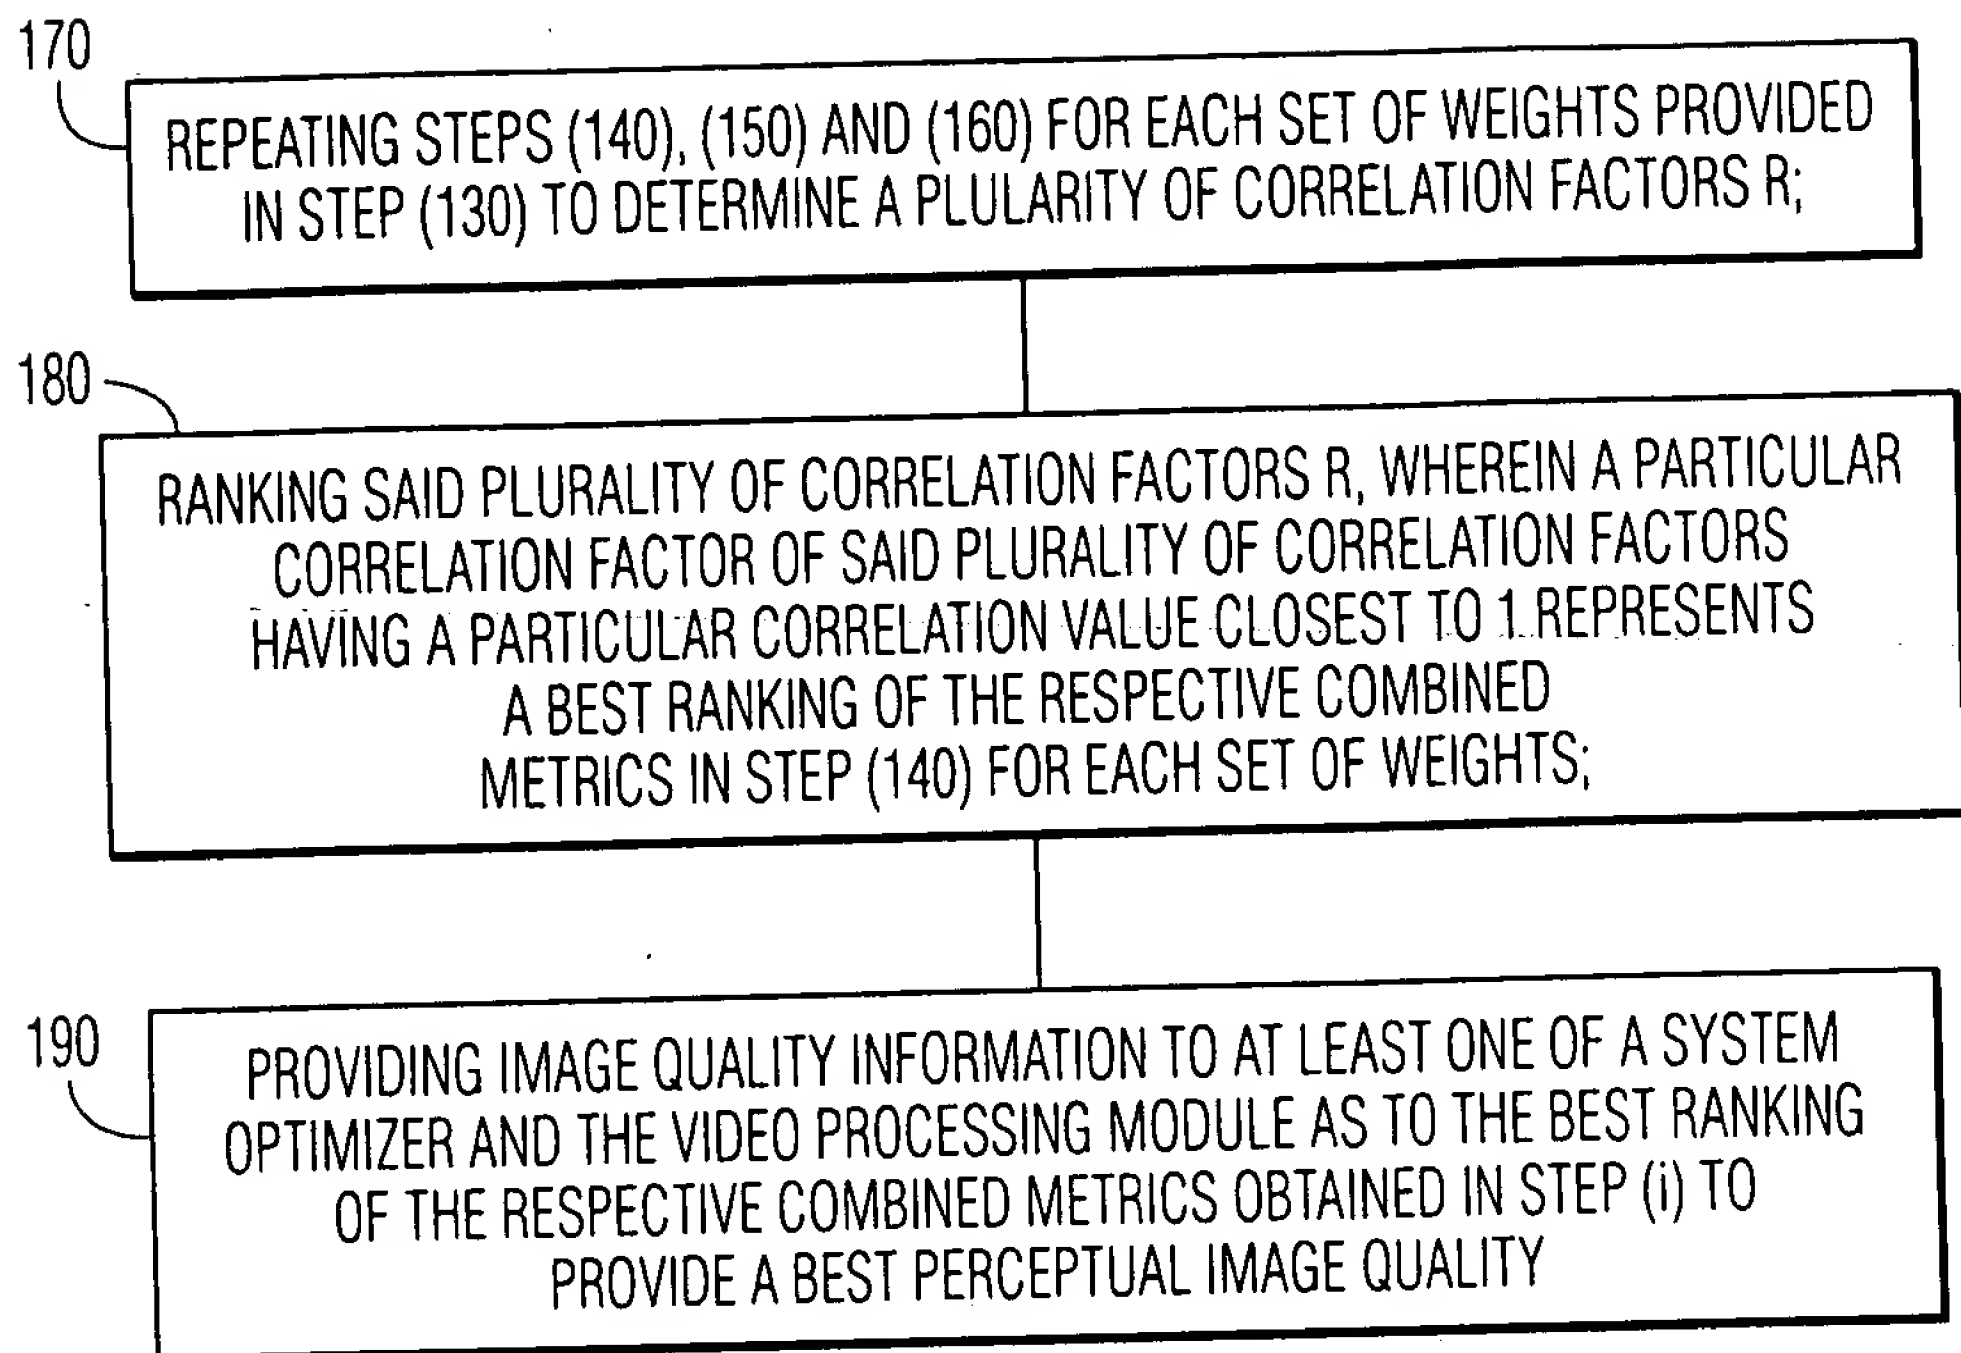 170
REPEATING STEPS (140), (150) AND (160) FOR EACH SET OF WEIGHTS PROVIDED
IN STEP (130) TO DETERMINE A PLULARITY OF CORRELATION FACTORS R;
180
RANKING SAID PLURALITY OF CORRELATION FACTORS R, WHEREIN A PARTICULAR
CORRELATION FACTOR OF SAID PLURALITY OF CORRELATION FACTORS
HAVING A PARTICULAR CORRELATION VALUE CLOSEST TO 1 REPRESENTS
A BEST RANKING OF THE RESPECTIVE COMBINED
METRICS IN STEP (140) FOR EACH SET OF WEIGHTS;
190
PROVIDING IMAGE QUALITY INFORMATION TO AT LEAST ONE OF A SYSTEM
OPTIMIZER AND THE VIDEO PROCESSING MODULE AS TO THE BEST RANKING
OF THE RESPECTIVE COMBINED METRICS OBTAINED IN STEP (i) TO
PROVIDE A BEST PERCEPTUAL IMAGE QUALITY